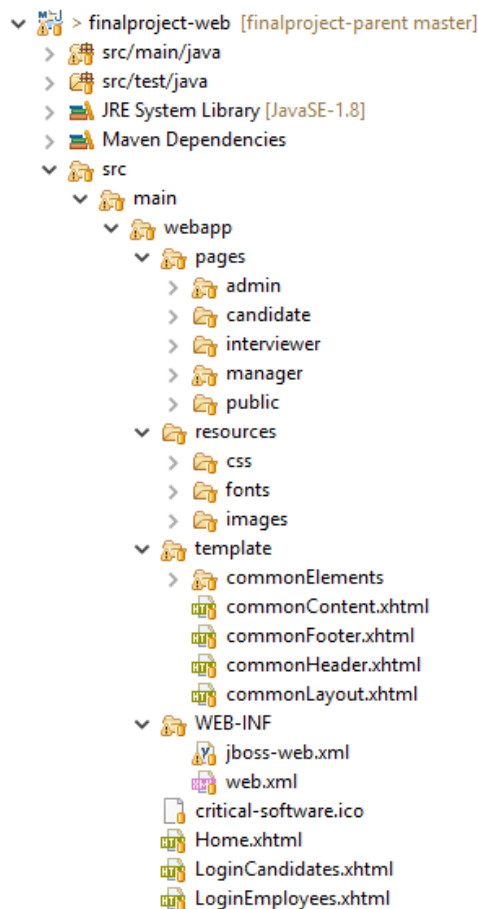 > finalproject-web [finalproject-parent master]
src/main/java
src/test/java
JRE System Library [JavaSE-1.8]
Maven Dependencies
src
main
webapp
pages
admin
candidate
interviewer
manager
public
resources
css
fonts
images
template
commonElements
commonContent.xhtml
commonFooter.xhtml
commonHeader.xhtml
commonLayout.xhtml
WEB-INF
jboss-web.xml
web.xml
critical-software.ico
Home.xhtml
LoginCandidates.xhtml
LoginEmployees.xhtml